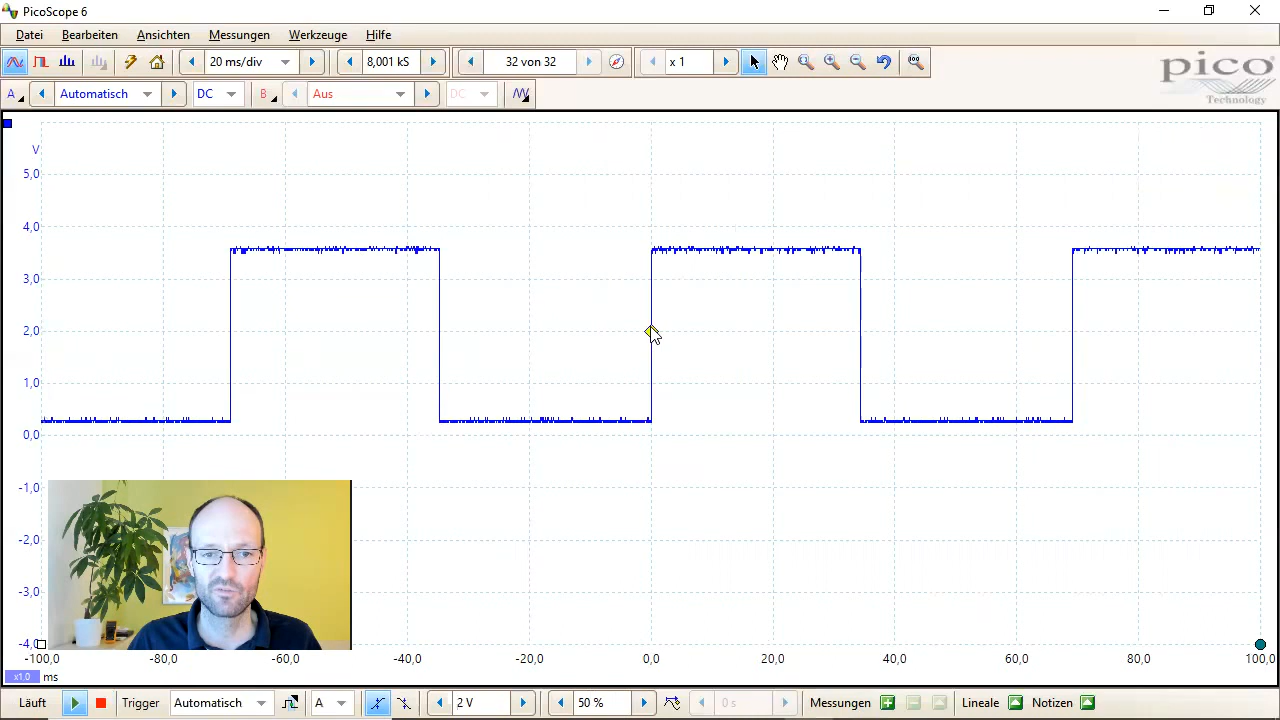 PicoScope 6
Datei Bearbeiten Ansichten Messungen Werkzeuge Hilfe
20 ms/div 8,001 kS 32 von 32 x 1
pico
Technology
A Automatisch DC B Aus DC
V
5,0
4,0
3,0
2,0
1,0
0,0
-1,0
-2,0
-3,0
-4,0
-100,0 -80,0 -60,0 -40,0 -20,0 0,0 20,0 40,0 60,0 80,0 100,0
x1,0 ms
Läuft Trigger Automatisch A 2 V 50 % 0 s Messungen Lineale Notizen